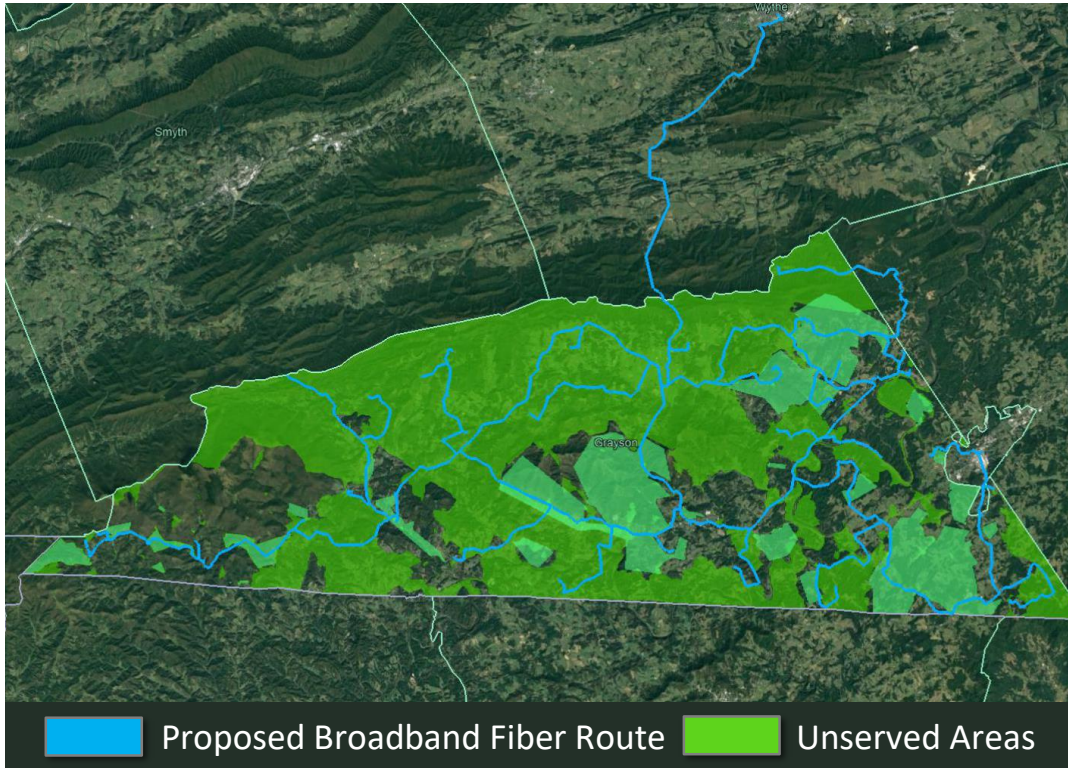 Wythe
Smyth
Grayson
Proposed Broadband Fiber Route
Unserved Areas